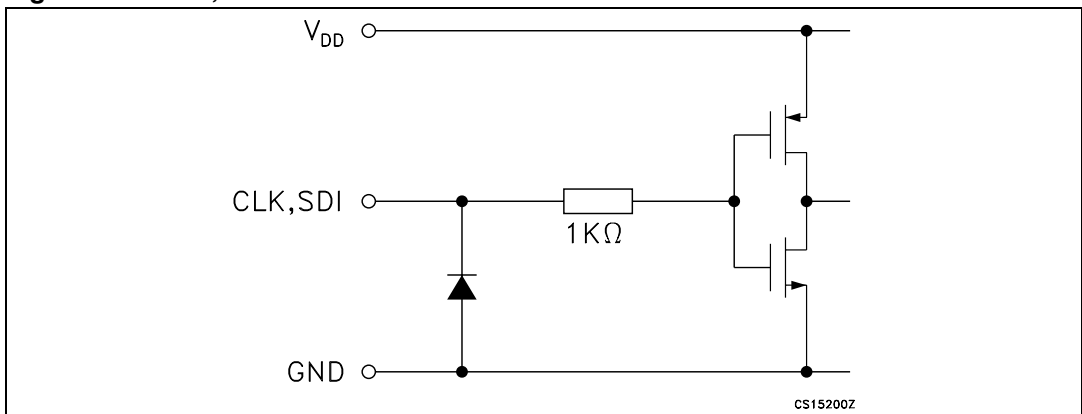 V_DD
CLK,SDI
1KΩ
GND
CS15200Z